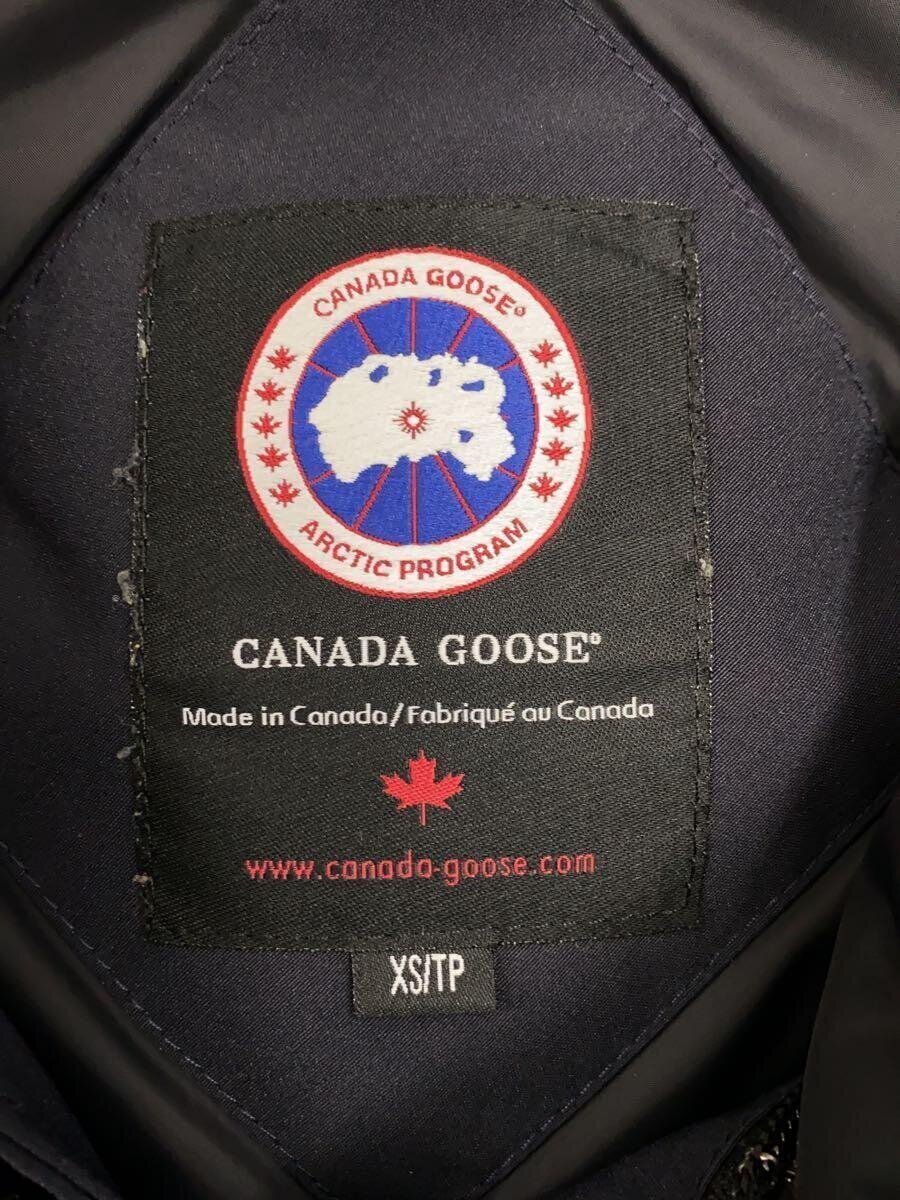 CANADA GOOSE®
ARCTIC PROGRAM
CANADA GOOSE®
Made in Canada/Fabriqué au Canada
www.canada-goose.com
XS/TP